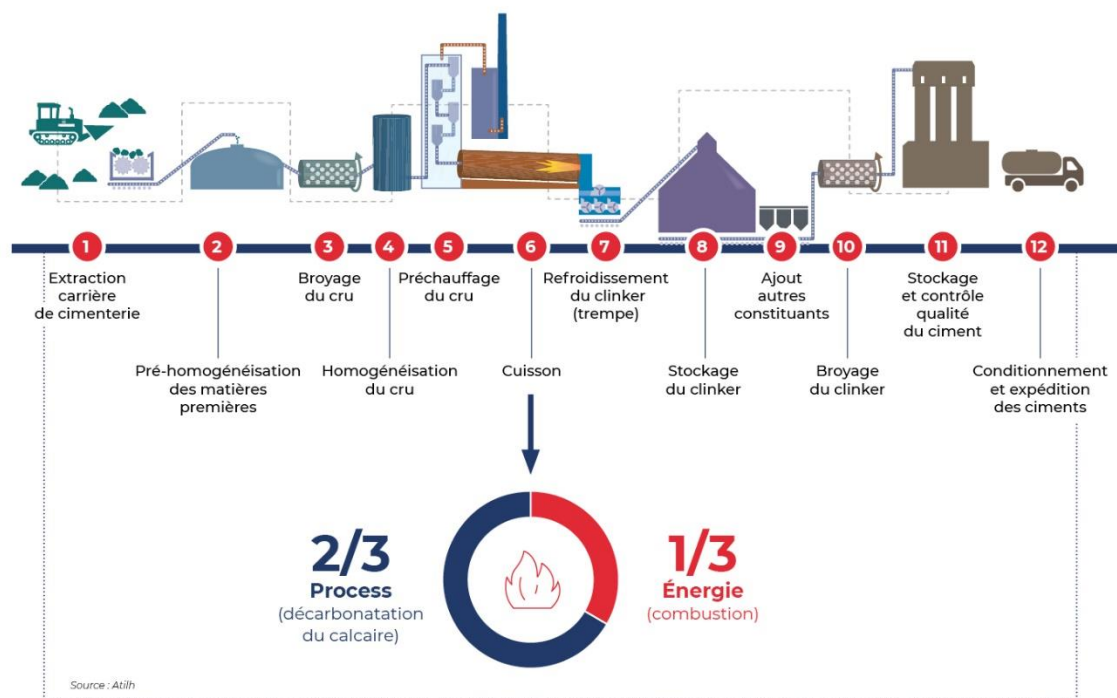 1
2
3
4
5
6
7
8
9
10
11
12
Extraction
carrière
de cimenterie
Pré-homogénéisation
des matières
premières
Broyage
du cru
Homogénéisation
du cru
Préchauffage
du cru
Cuisson
Refroidissement
du clinker
(trempe)
Stockage
du clinker
Ajout
autres
constituants
Broyage
du clinker
Stockage
et contrôle
qualité
du ciment
Conditionnement
et expédition
des ciments
2/3
Process
(décarbonatation
du calcaire)
1/3
Énergie
(combustion)
Source : Atilh